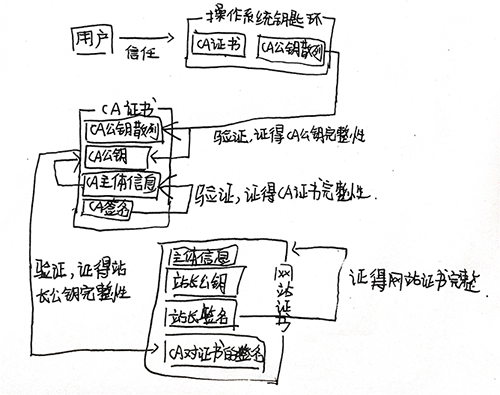 操作系统钥匙环
用户
信任
CA证书
CA公钥散列
CA证书
CA公钥散列
CA公钥
CA主体信息
CA签名
验证,证得CA公钥完整性
验证,证得CA证书完整性.
验证,证得站
长公钥完整性
主体信息
站长公钥
站长签名
CA对证书的签名
网站证书
证得网站证书完整.